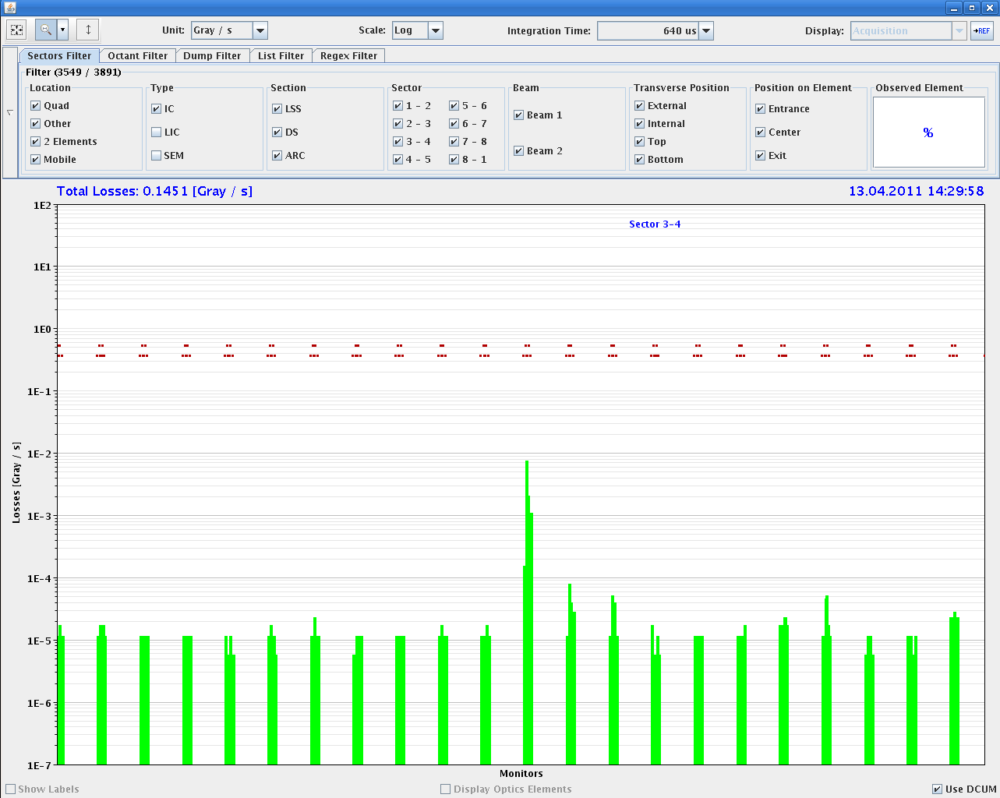 Unit: Gray / s Scale: Log Integration Time: 640 us Display: Acquisition →REF
Sectors Filter Octant Filter Dump Filter List Filter Regex Filter
Filter (3549 / 3891)
Location Type Section Sector Beam Transverse Position Position on Element Observed Element
Quad
Other
2 Elements
Mobile
IC
LIC
SEM
LSS
DS
ARC
1 - 2 5 - 6
2 - 3 6 - 7
3 - 4 7 - 8
4 - 5 8 - 1
Beam 1
Beam 2
External
Internal
Top
Bottom
Entrance
Center
Exit
%
Total Losses: 0.1451 [Gray / s] 13.04.2011 14:29:58
Sector 3-4
1E2
1E1
1E0
1E-1
1E-2
1E-3
1E-4
1E-5
1E-6
1E-7
Losses [Gray / s]
Monitors
Show Labels Display Optics Elements Use DCUM